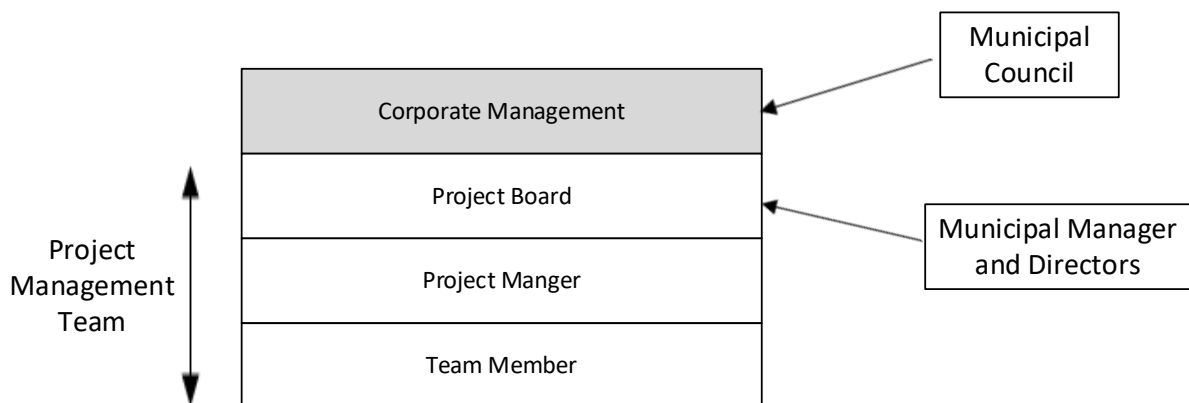 Municipal
Council
Corporate Management
Project Board
Project
Management
Team
Municipal Manager
and Directors
Project Manger
Team Member